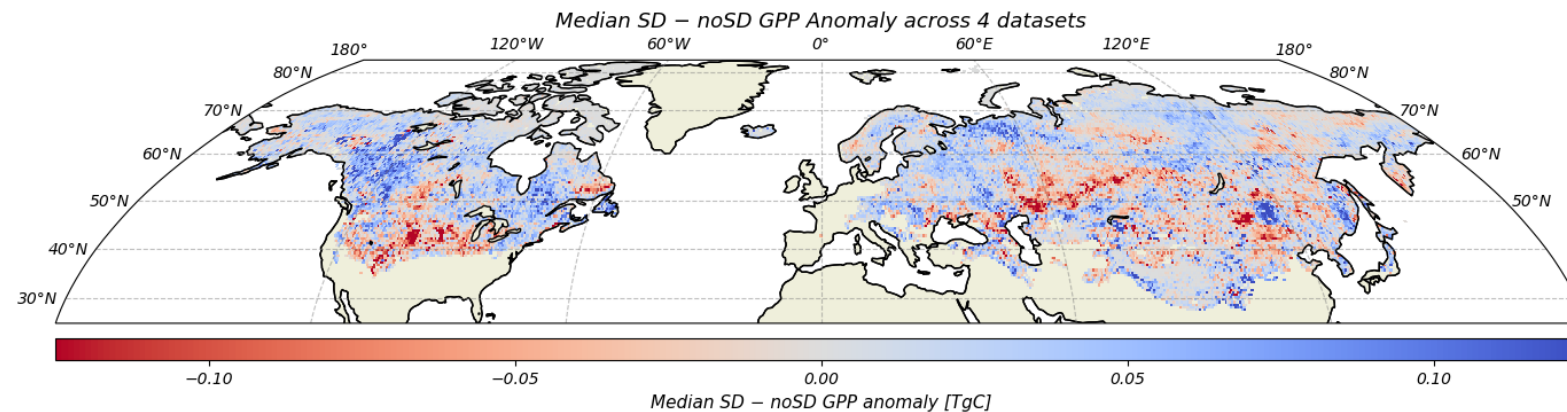 Median SD − noSD GPP Anomaly across 4 datasets
180° 120°W 60°W 0° 60°E 120°E 180°
80°N 80°N
70°N 70°N
60°N 60°N
50°N 50°N
40°N
30°N
−0.10 −0.05 0.00 0.05 0.10
Median SD − noSD GPP anomaly [TgC]